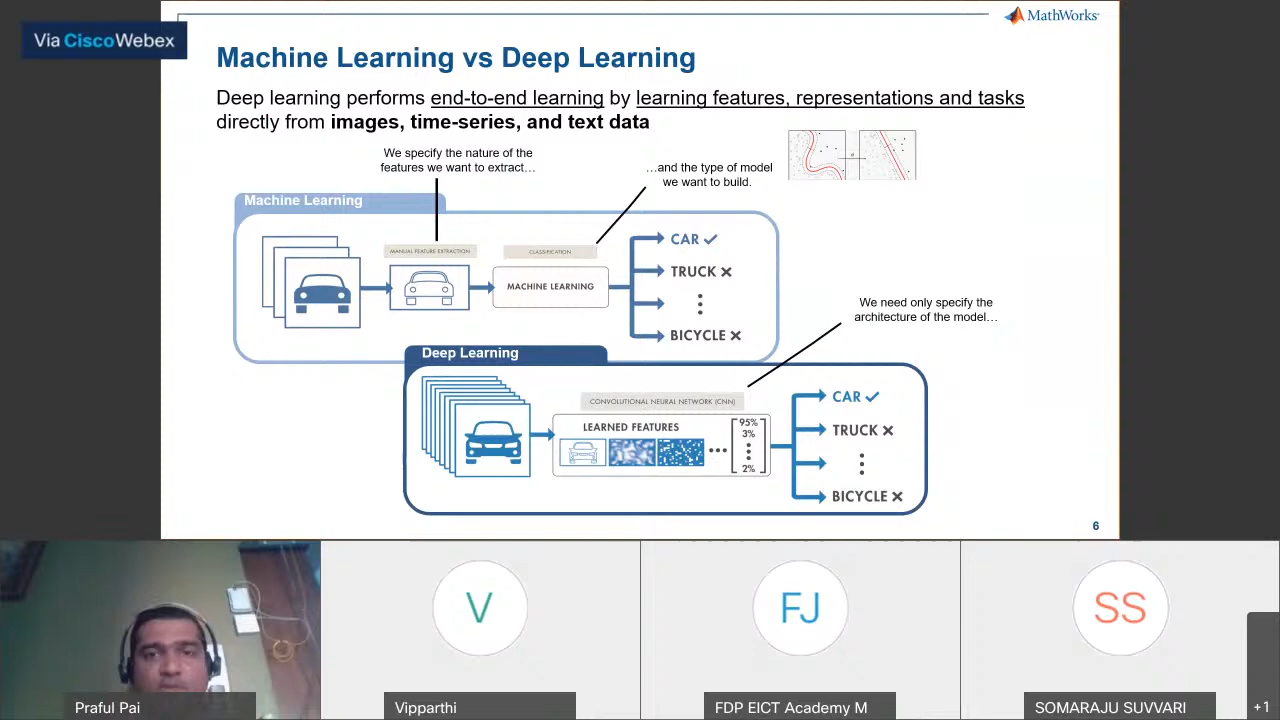 MathWorks
Via CiscoWebex
Machine Learning vs Deep Learning
Deep learning performs end-to-end learning by learning features, representations and tasks
directly from images, time-series, and text data
We specify the nature of the
features we want to extract…
…and the type of model
we want to build.
Machine Learning
MANUAL FEATURE EXTRACTION
CLASSIFICATION
MACHINE LEARNING
CAR ✓
TRUCK ✕
BICYCLE ✕
We need only specify the
architecture of the model…
Deep Learning
CONVOLUTIONAL NEURAL NETWORK (CNN)
LEARNED FEATURES
95%
3%
2%
CAR ✓
TRUCK ✕
BICYCLE ✕
6
V
FJ
SS
Praful Pai
Vipparthi
FDP EICT Academy M
SOMARAJU SUVVARI
+1